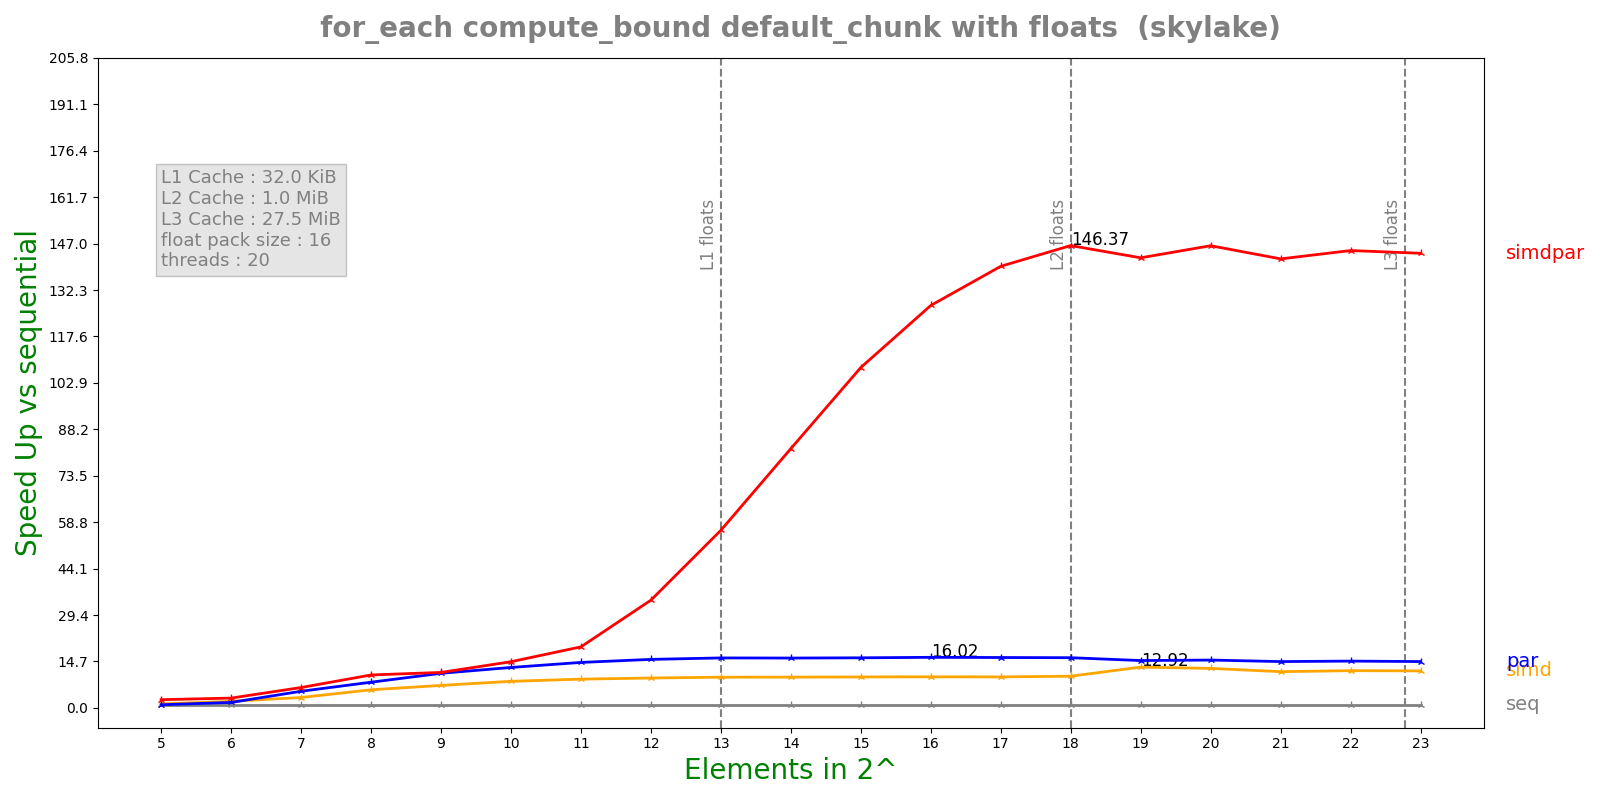 for_each compute_bound default_chunk with floats (skylake)
Speed Up vs sequential
205.8
191.1
176.4
161.7
147.0
132.3
117.6
102.9
88.2
73.5
58.8
44.1
29.4
14.7
0.0
L1 Cache : 32.0 KiB
L2 Cache : 1.0 MiB
L3 Cache : 27.5 MiB
float pack size : 16
threads : 20
L1 floats
L2 floats
L3 floats
146.37
16.02
12.92
simdpar
par
simd
seq
5 6 7 8 9 10 11 12 13 14 15 16 17 18 19 20 21 22 23
Elements in 2^